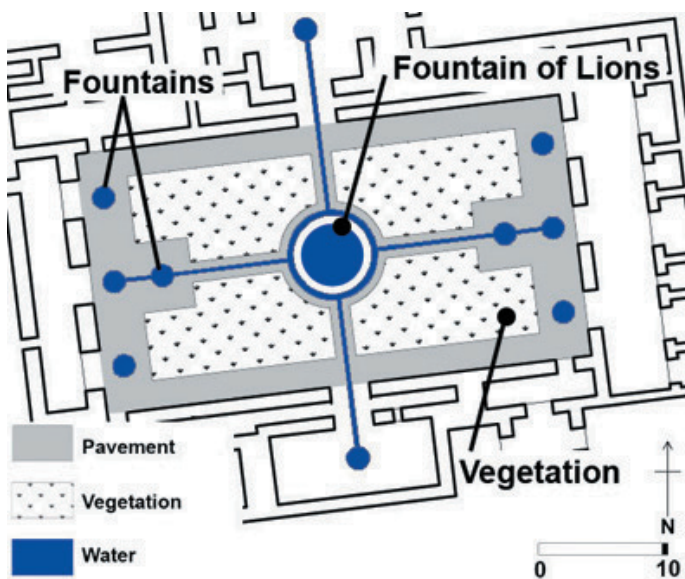 Fountains
Fountain of Lions
Vegetation
Pavement
Vegetation
Water
N
0 10